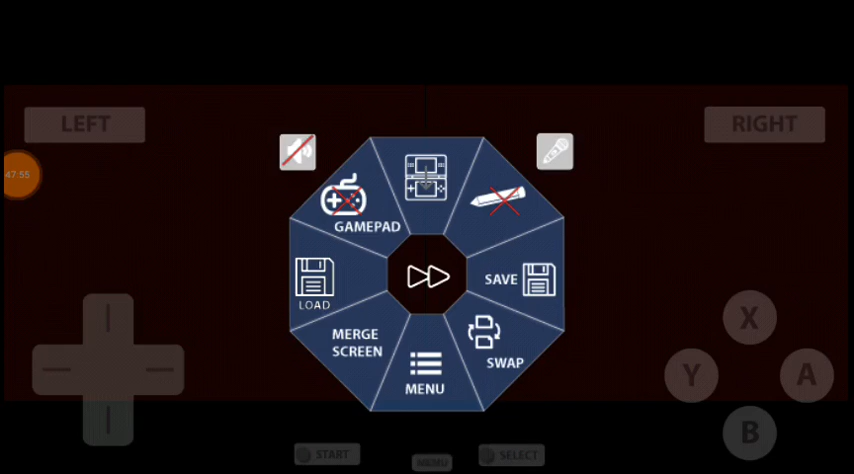 LEFT
RIGHT
47:55
GAMEPAD
SAVE
LOAD
MERGE
SCREEN
SWAP
MENU
X
Y
A
B
START
MENU
SELECT